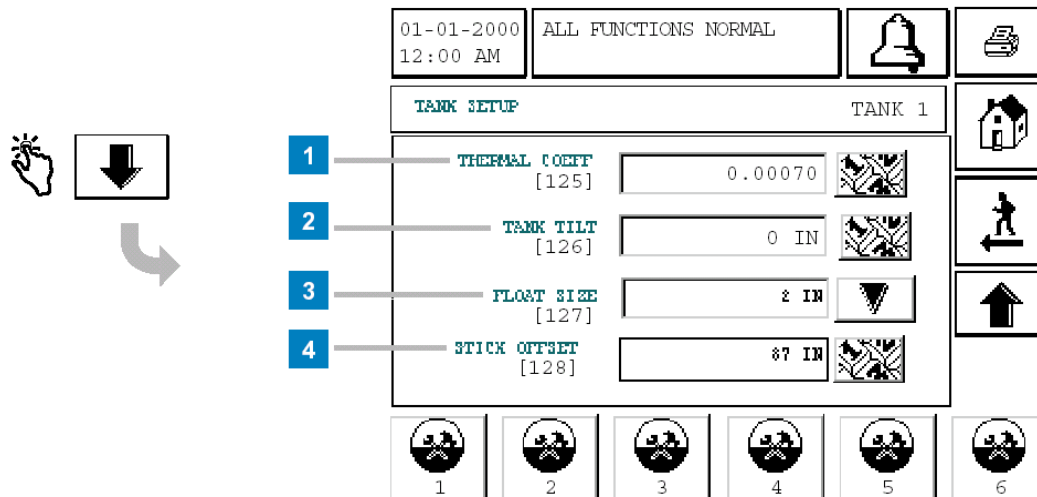 01-01-2000
12:00 AM
ALL FUNCTIONS NORMAL
TANK SETUP
TANK 1
1
THERMAL COEFF
[125]
0.00070
2
TANK TILT
[126]
0 IN
3
FLOAT SIZE
[127]
2 IN
4
STICK OFFSET
[128]
87 IN
1
2
3
4
5
6